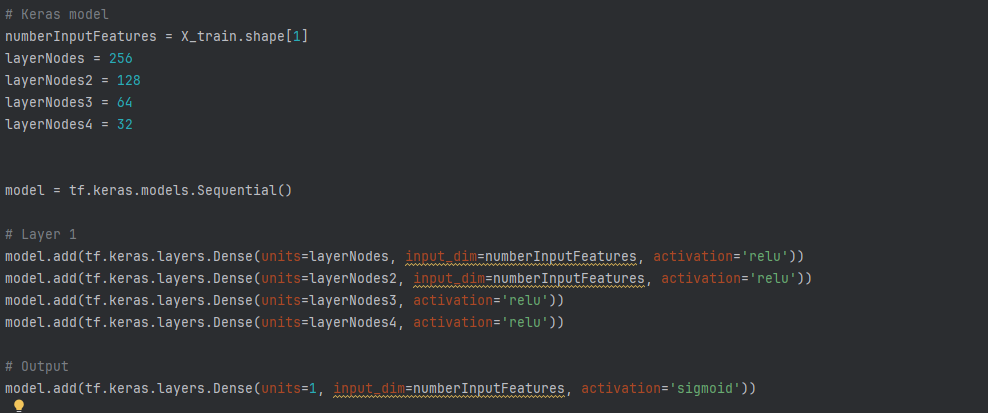 # Keras model
numberInputFeatures = X_train.shape[1]
layerNodes = 256
layerNodes2 = 128
layerNodes3 = 64
layerNodes4 = 32
model = tf.keras.models.Sequential()
# Layer 1
model.add(tf.keras.layers.Dense(units=layerNodes, input_dim=numberInputFeatures, activation='relu'))
model.add(tf.keras.layers.Dense(units=layerNodes2, input_dim=numberInputFeatures, activation='relu'))
model.add(tf.keras.layers.Dense(units=layerNodes3, activation='relu'))
model.add(tf.keras.layers.Dense(units=layerNodes4, activation='relu'))
# Output
model.add(tf.keras.layers.Dense(units=1, input_dim=numberInputFeatures, activation='sigmoid'))